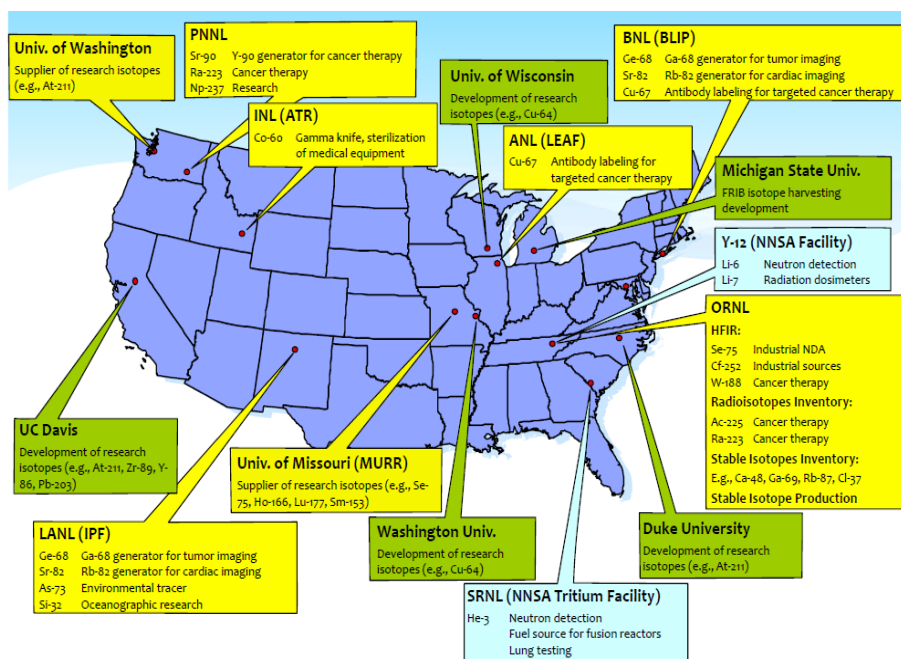 Univ. of Washington
Supplier of research isotopes
(e.g., At-211)
PNNL
Sr-90 Y-90 generator for cancer therapy
Ra-223 Cancer therapy
Np-237 Research
INL (ATR)
Co-60 Gamma knife, sterilization
of medical equipment
Univ. of Wisconsin
Development of research
isotopes (e.g., Cu-64)
ANL (LEAF)
Cu-67 Antibody labeling for
targeted cancer therapy
BNL (BLIP)
Ge-68 Ga-68 generator for tumor imaging
Sr-82 Rb-82 generator for cardiac imaging
Cu-67 Antibody labeling for targeted cancer therapy
Michigan State Univ.
FRIB isotope harvesting
development
Y-12 (NNSA Facility)
Li-6 Neutron detection
Li-7 Radiation dosimeters
ORNL
HFIR:
Se-75 Industrial NDA
Cf-252 Industrial sources
W-188 Cancer therapy
Radioisotopes Inventory:
Ac-225 Cancer therapy
Ra-223 Cancer therapy
Stable Isotopes Inventory:
E.g., Ca-48, Ga-69, Rb-87, Cl-37
Stable Isotope Production
UC Davis
Development of research
isotopes (e.g., At-211, Zr-89, Y-
86, Pb-203)
Univ. of Missouri (MURR)
Supplier of research isotopes (e.g., Se-
75, Ho-166, Lu-177, Sm-153)
LANL (IPF)
Ge-68 Ga-68 generator for tumor imaging
Sr-82 Rb-82 generator for cardiac imaging
As-73 Environmental tracer
Si-32 Oceanographic research
Washington Univ.
Development of research
isotopes (e.g., Cu-64)
Duke University
Development of research
isotopes (e.g., At-211)
SRNL (NNSA Tritium Facility)
He-3 Neutron detection
Fuel source for fusion reactors
Lung testing